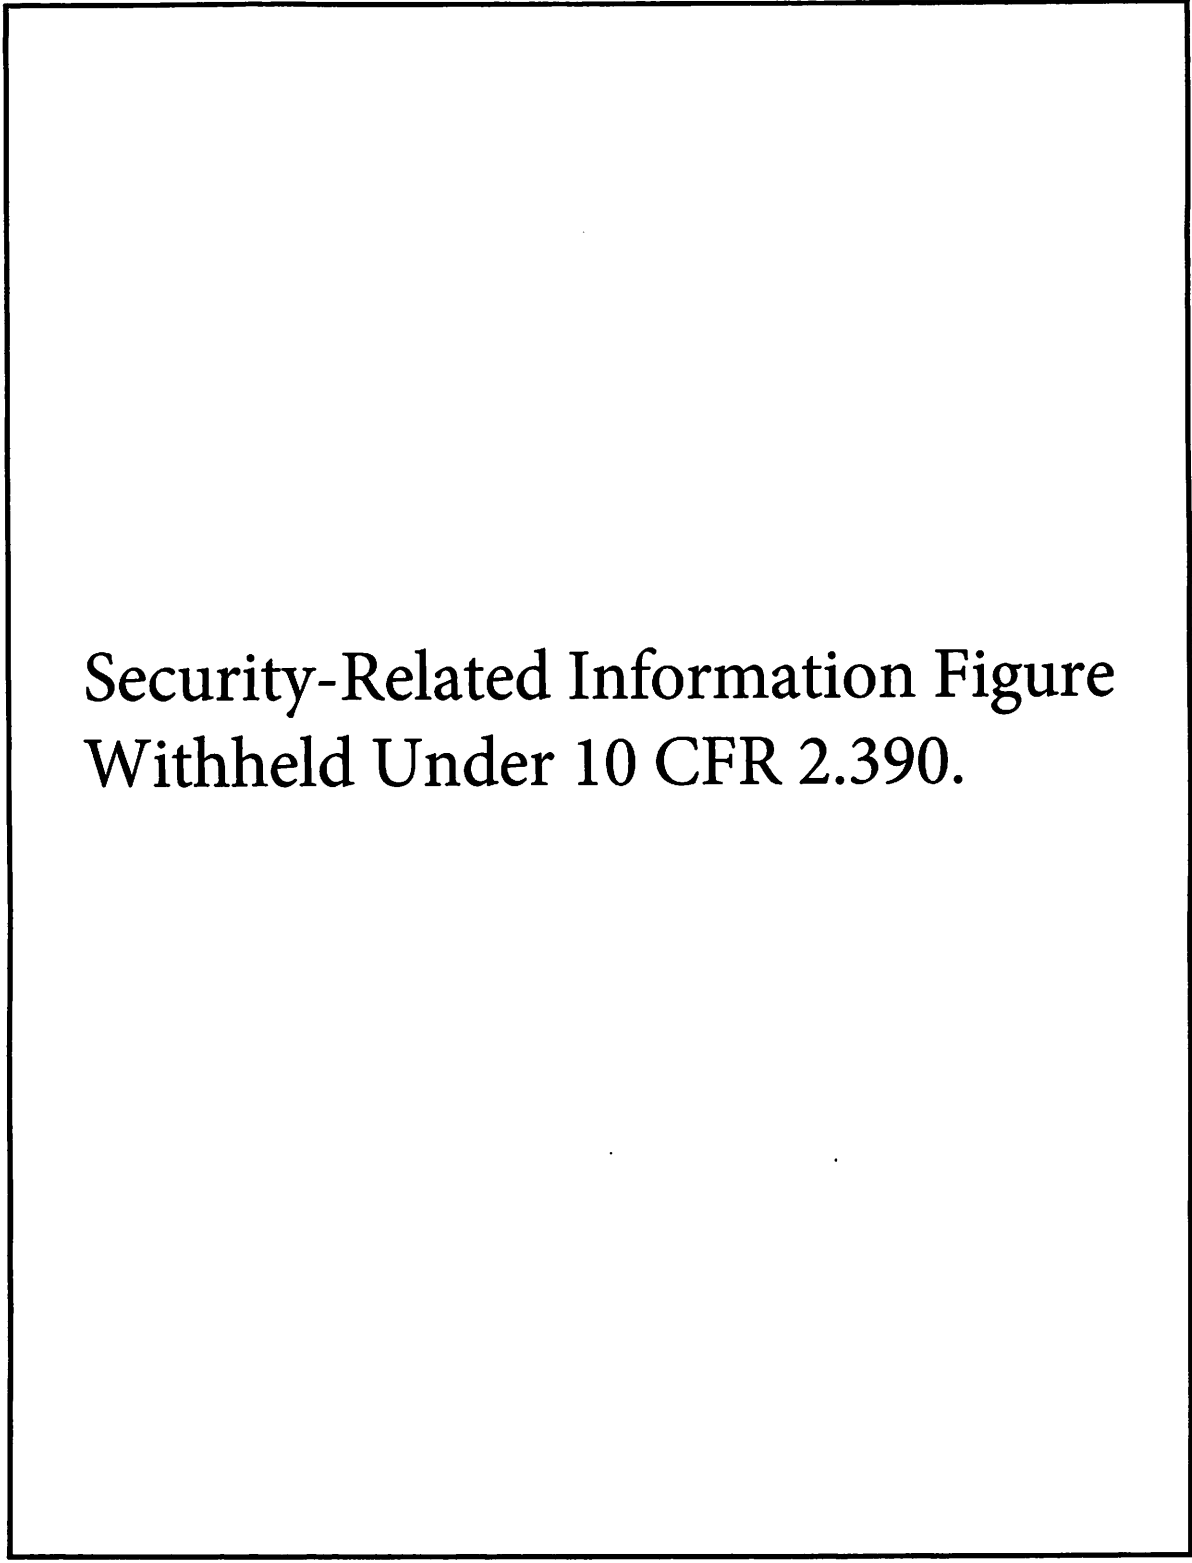 Security-Related Information Figure
Withheld Under 10 CFR 2.390.